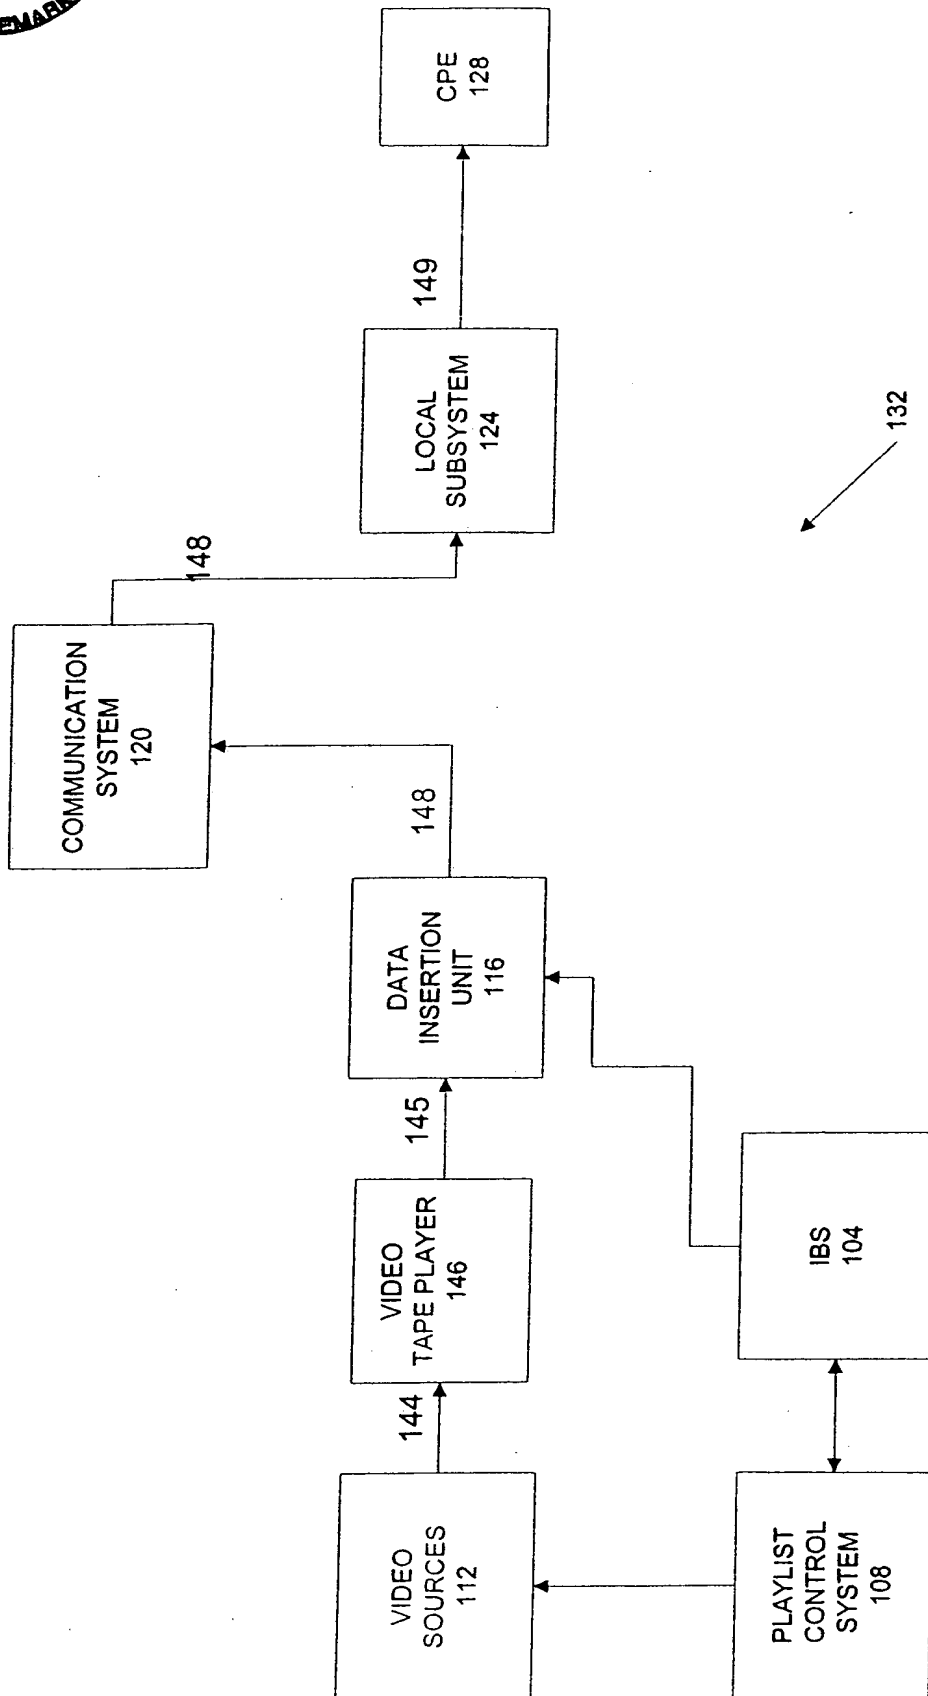 COMMUNICATION
SYSTEM
120
148
VIDEO
SOURCES
112
144
VIDEO
TAPE PLAYER
146
145
DATA
INSERTION
UNIT
116
148
LOCAL
SUBSYSTEM
124
149
CPE
128
PLAYLIST
CONTROL
SYSTEM
108
IBS
104
132